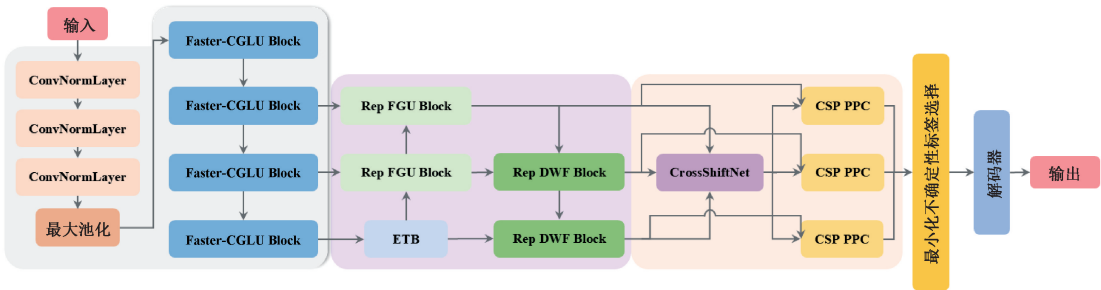 输入
ConvNormLayer
ConvNormLayer
ConvNormLayer
最大池化
Faster-CGLU Block
Faster-CGLU Block
Faster-CGLU Block
Faster-CGLU Block
Rep FGU Block
Rep FGU Block
ETB
Rep DWF Block
Rep DWF Block
CrossShiftNet
CSP PPC
CSP PPC
CSP PPC
最小化不确定性标签选择
解码器
输出